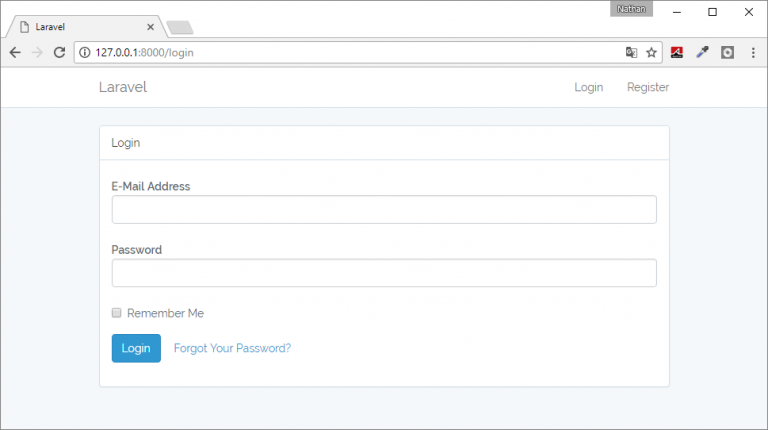 Nathan
Laravel
127.0.0.1:8000/login
Laravel Login Register
Login
E-Mail Address
Password
Remember Me
Login Forgot Your Password?